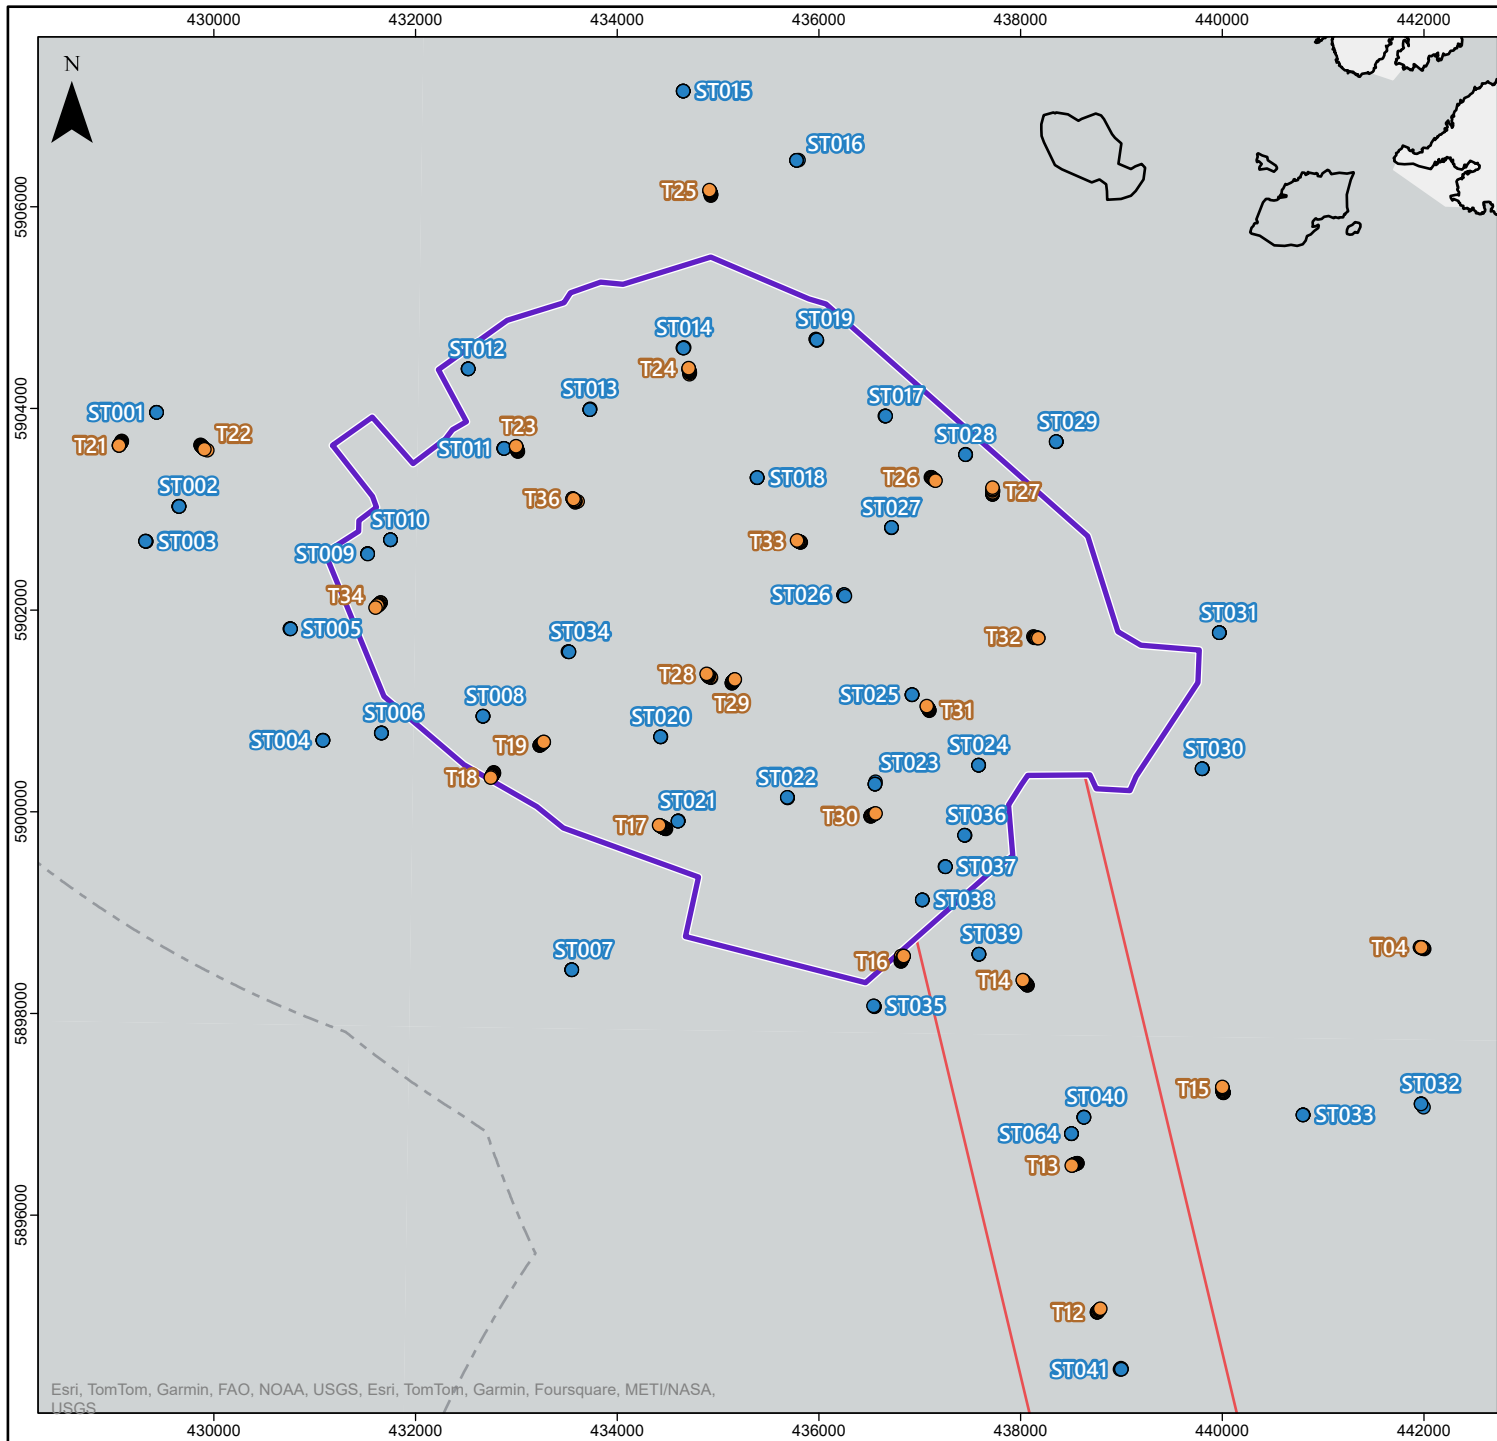 430000 432000 434000 436000 438000 440000 442000
N
ST015
ST016
T25
5906000
ST019
ST014
ST012
T24
ST013
ST017
ST001
5904000
ST029
T23
T22
ST028
T21
ST011
T26
ST018
ST002
T27
T36
ST027
ST010
T33
ST003
ST009
T34
ST026
5902000
ST031
ST005
ST034
T32
T28
ST008
ST025
T29
T31
ST006
ST020
ST004
T19
ST024
ST030
ST023
T18
ST021
ST022
5900000
ST036
T30
T17
ST037
ST038
ST039
T04
ST007
T16
T14
ST035
5898000
ST032
T15
ST040
ST033
ST064
T13
5896000
T12
ST041
Esri, TomTom, Garmin, FAO, NOAA, USGS, Esri, TomTom, Garmin, Foursquare, METI/NASA,
USGS
430000 432000 434000 436000 438000 440000 442000